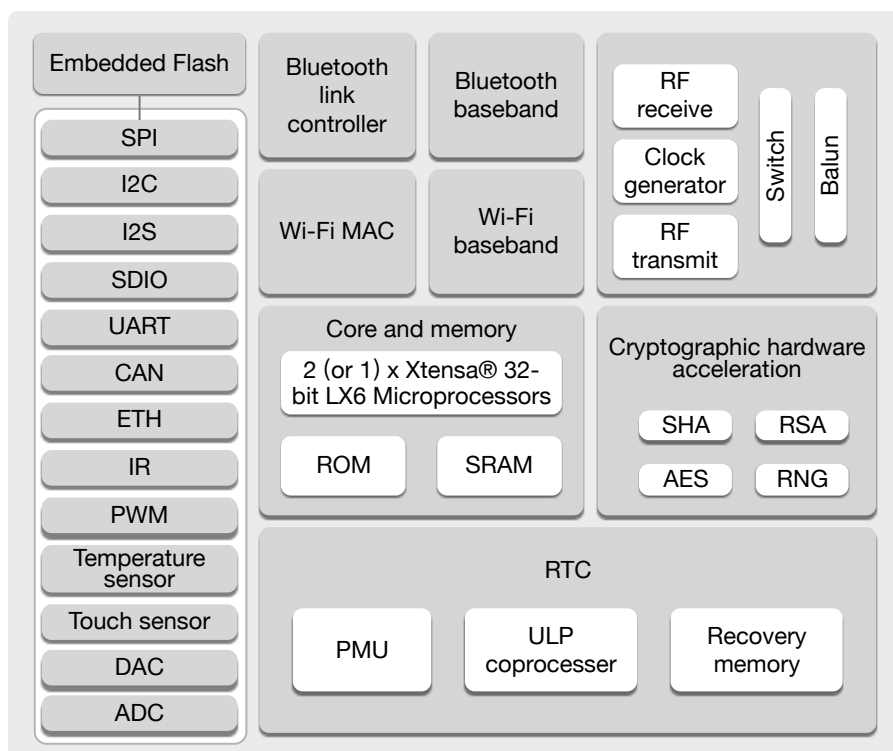 Embedded Flash
SPI
I2C
I2S
SDIO
UART
CAN
ETH
IR
PWM
Temperature
sensor
Touch sensor
DAC
ADC
Bluetooth
link
controller
Bluetooth
baseband
Wi-Fi MAC
Wi-Fi
baseband
RF
receive
Clock
generator
RF
transmit
Switch
Balun
Core and memory
2 (or 1) x Xtensa® 32-
bit LX6 Microprocessors
ROM
SRAM
Cryptographic hardware
acceleration
SHA
RSA
AES
RNG
RTC
PMU
ULP
coprocesser
Recovery
memory